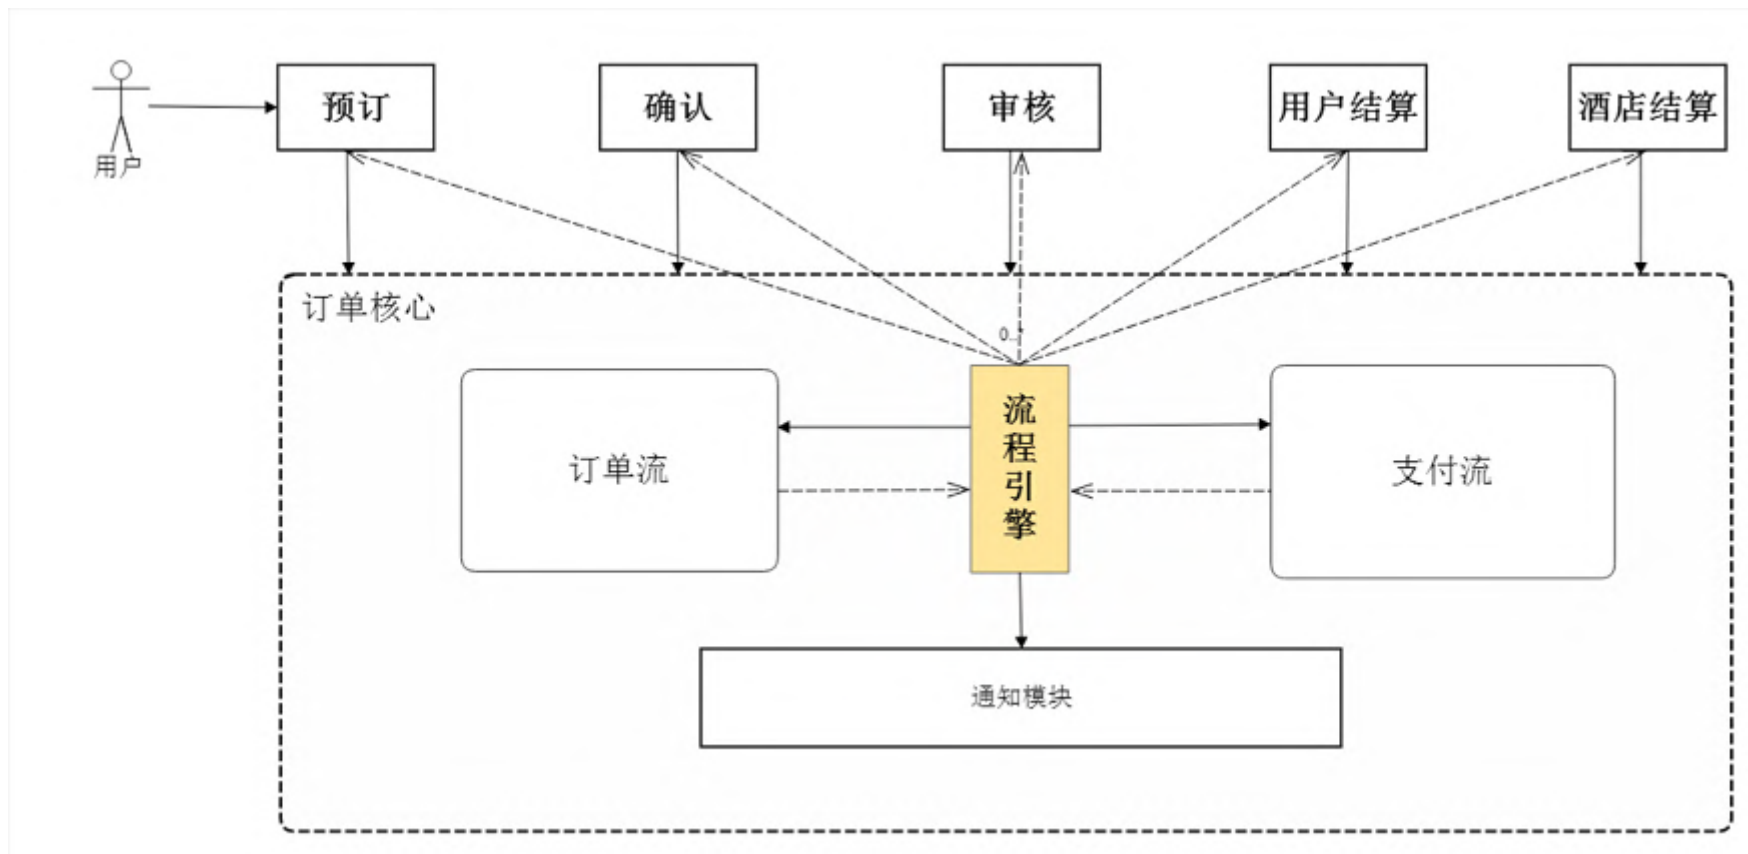 预订
确认
审核
用户结算
酒店结算
用户
订单核心
0..*
流程引擎
订单流
支付流
通知模块